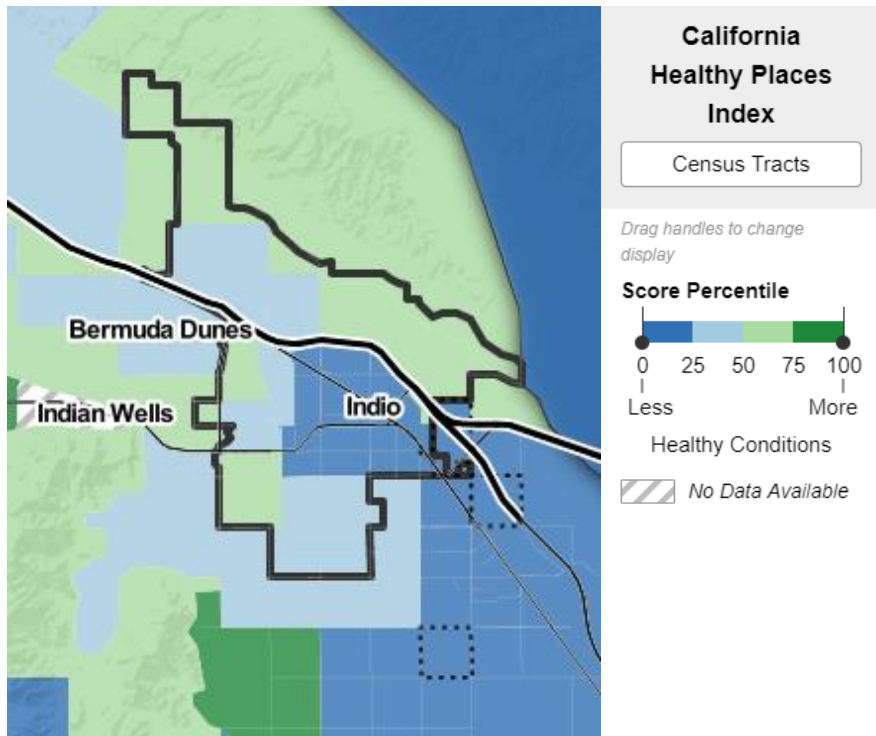 Bermuda Dunes
Indian Wells
Indio
California
Healthy Places
Index
Census Tracts
Drag handles to change
display
Score Percentile
0 25 50 75 100
Less More
Healthy Conditions
No Data Available